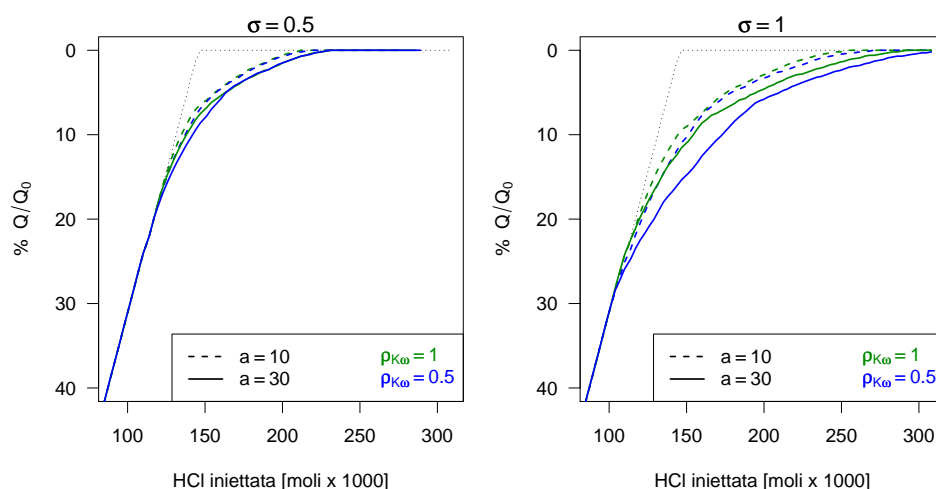 σ = 0.5
% Q/Q0
0
10
20
30
40
a = 10
a = 30
ρKω = 1
ρKω = 0.5
100 150 200 250 300
HCl iniettata [moli x 1000]
σ = 1
% Q/Q0
0
10
20
30
40
a = 10
a = 30
ρKω = 1
ρKω = 0.5
100 150 200 250 300
HCl iniettata [moli x 1000]